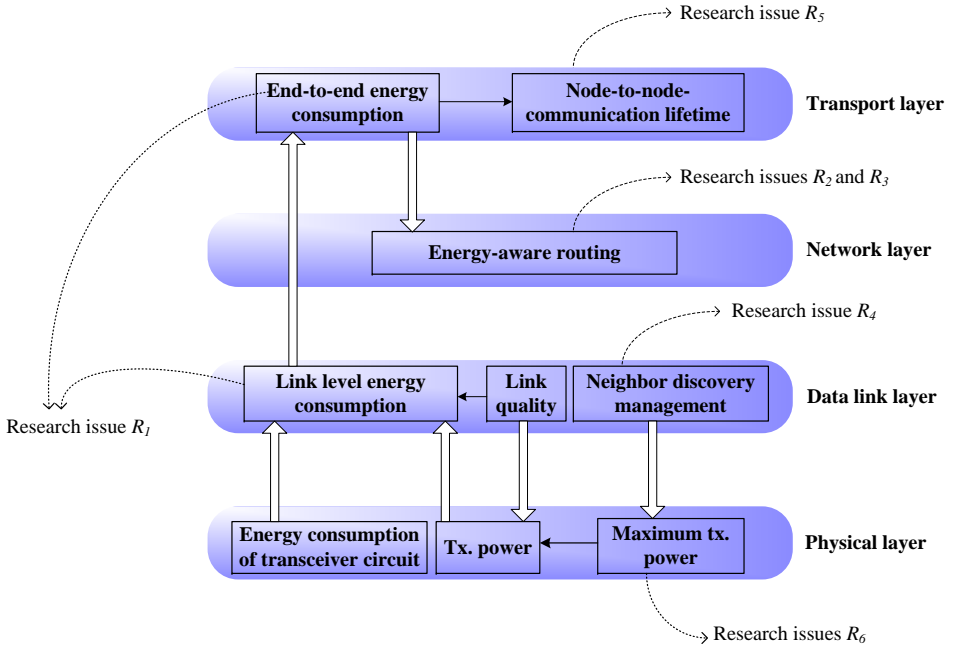 Research issue R5
End-to-end energy
consumption
Node-to-node-
communication lifetime
Transport layer
Research issues R2 and R3
Energy-aware routing
Network layer
Research issue R4
Link level energy
consumption
Link
quality
Neighbor discovery
management
Data link layer
Research issue R1
Energy consumption
of transceiver circuit
Tx. power
Maximum tx.
power
Physical layer
Research issues R6